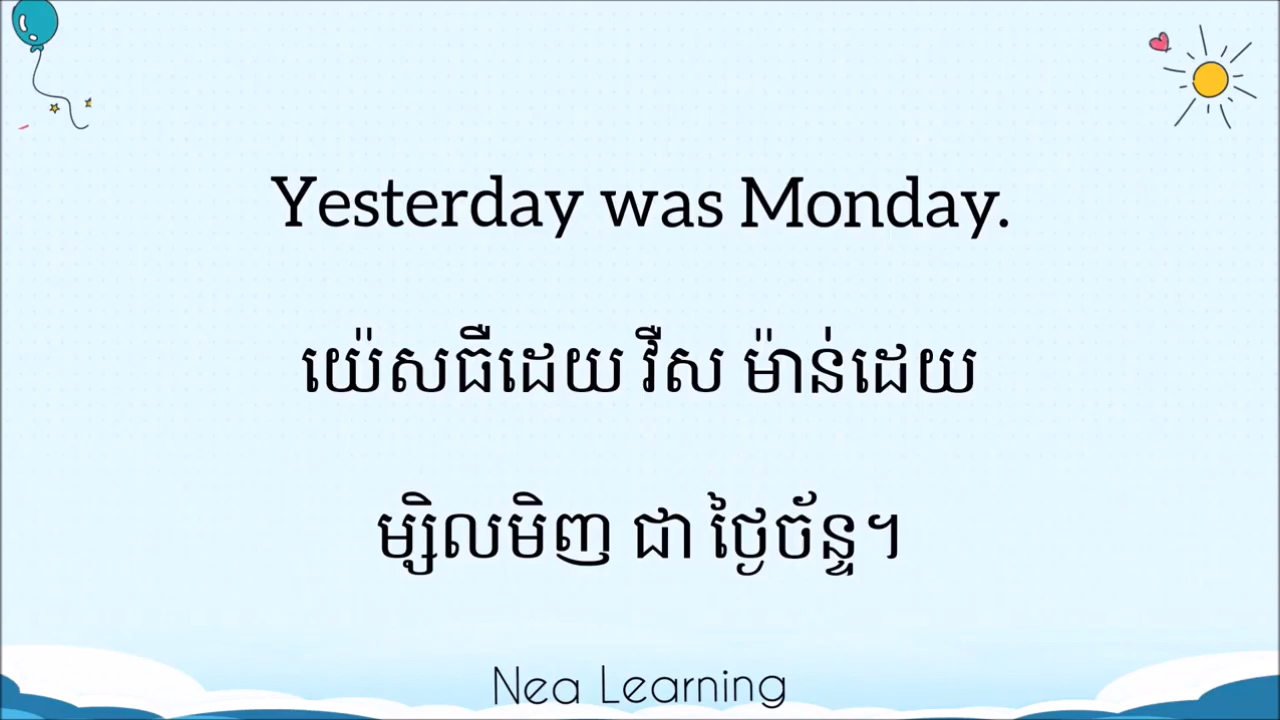 Yesterday was Monday.
យ៉េសធឺដេយ វឺស ម៉ាន់ដេយ
ម្សិលមិញ ជា ថ្ងៃច័ន្ទ។
Nea Learning